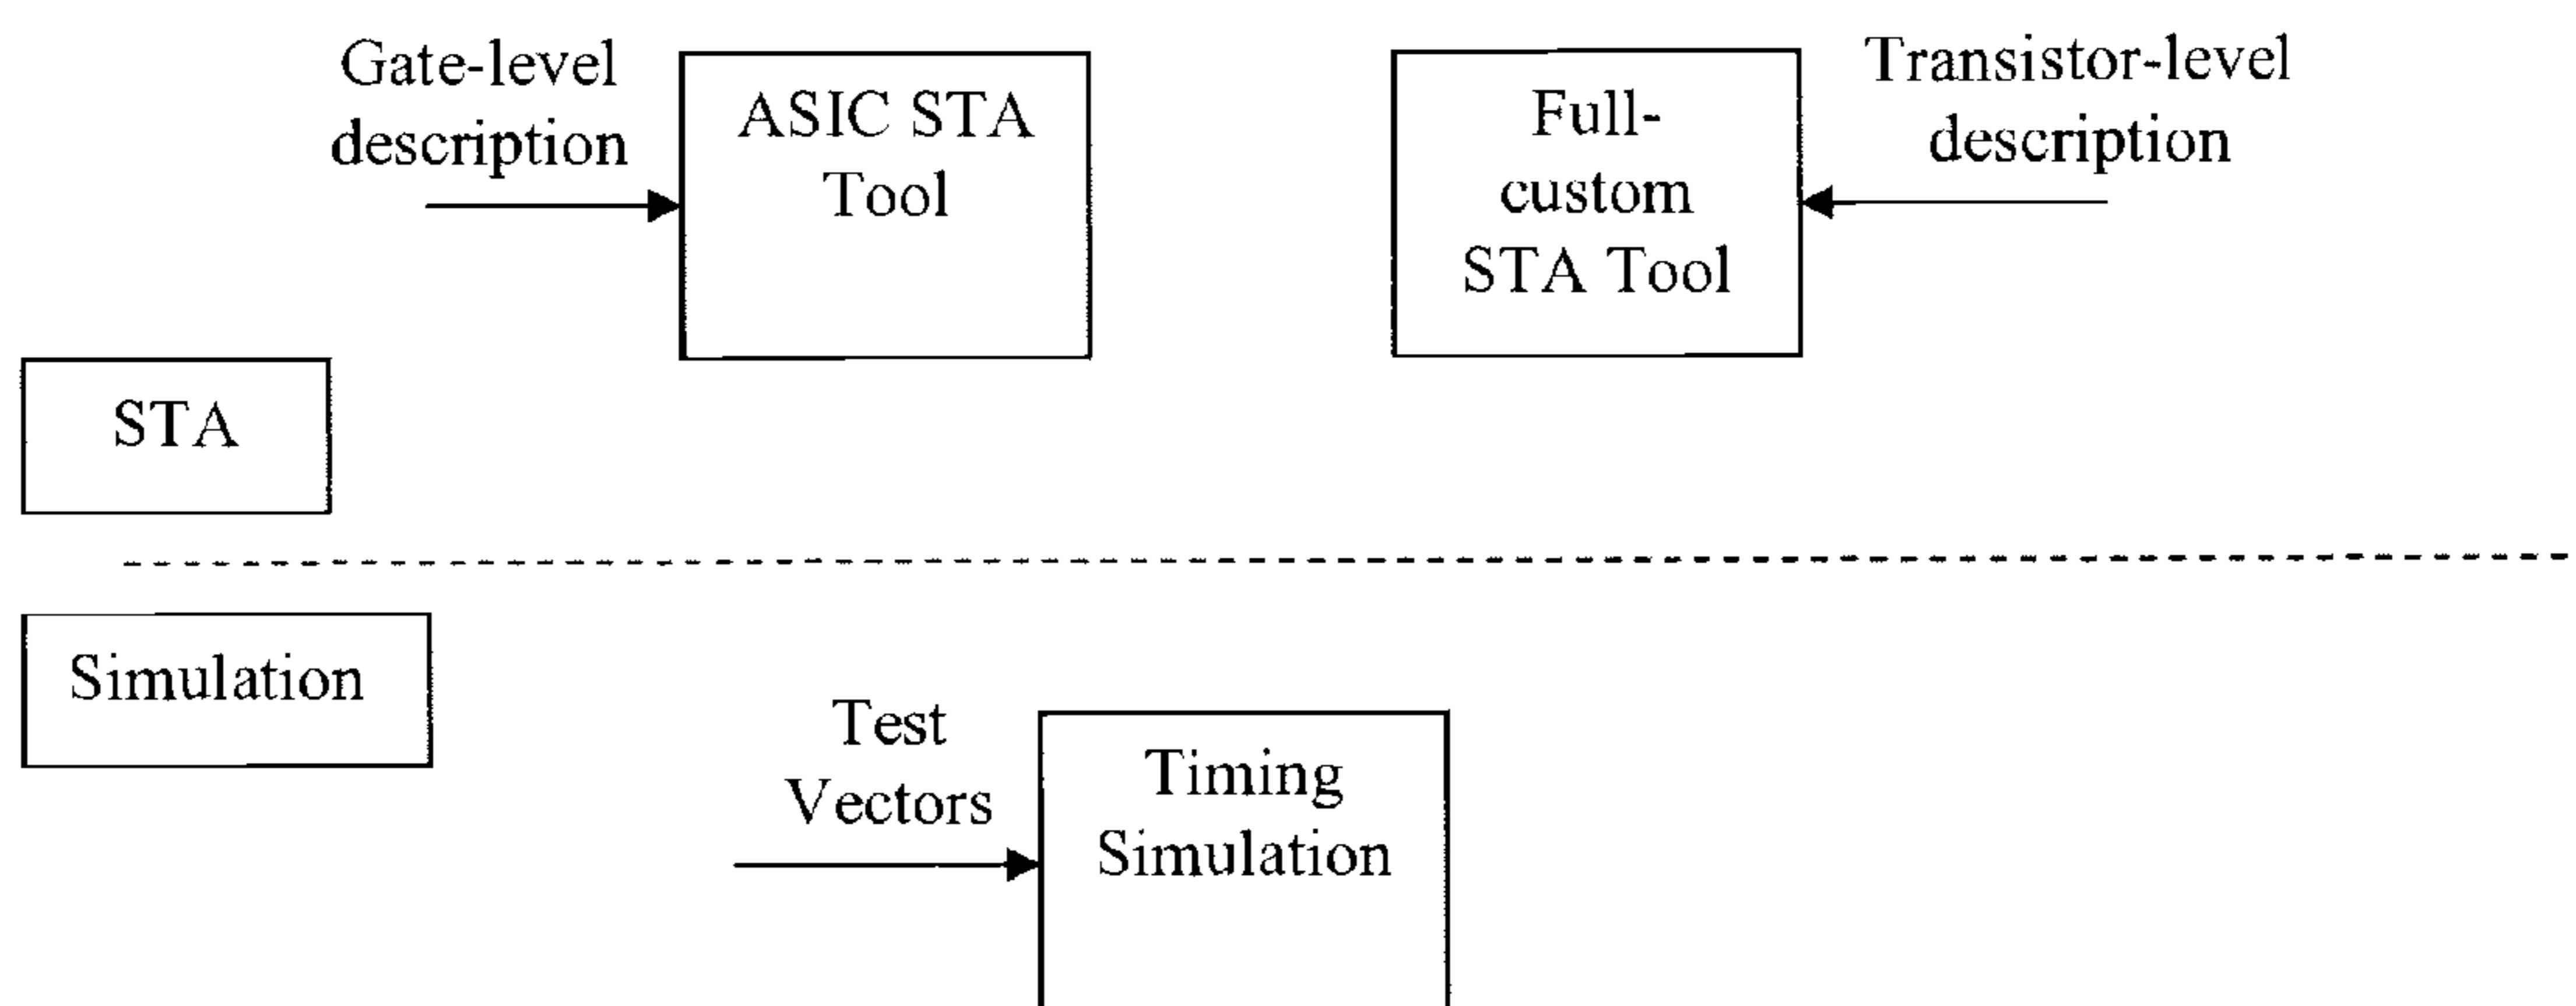 Gate-level
description
ASIC STA
Tool
Full-
custom
STA Tool
Transistor-level
description
STA
Simulation
Test
Vectors
Timing
Simulation